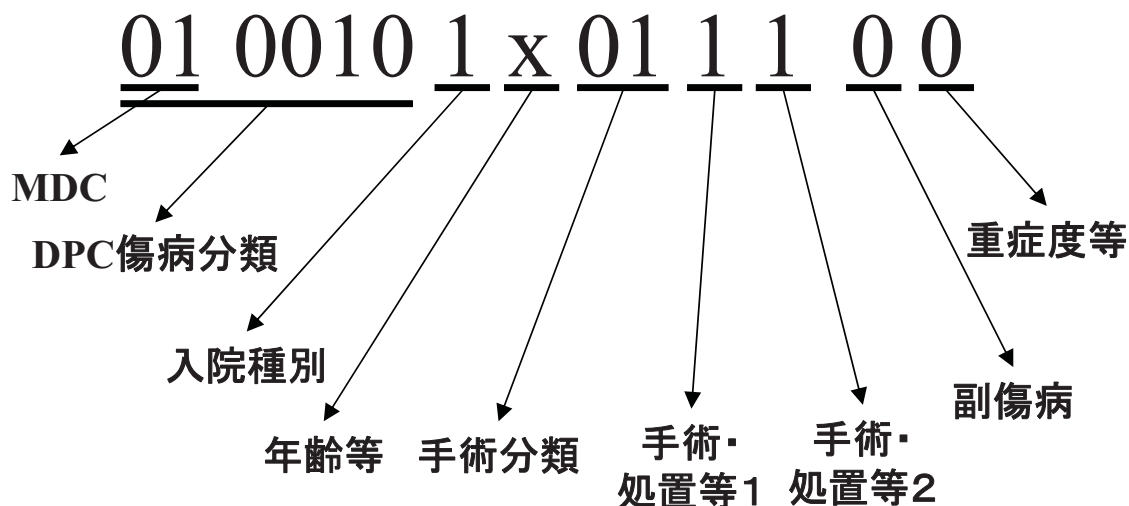 01 0010 1 x 01 1 1 0 0
MDC
DPC傷病分類
重症度等
入院種別
副傷病
年齢等
手術分類
手術・
処置等1
手術・
処置等2